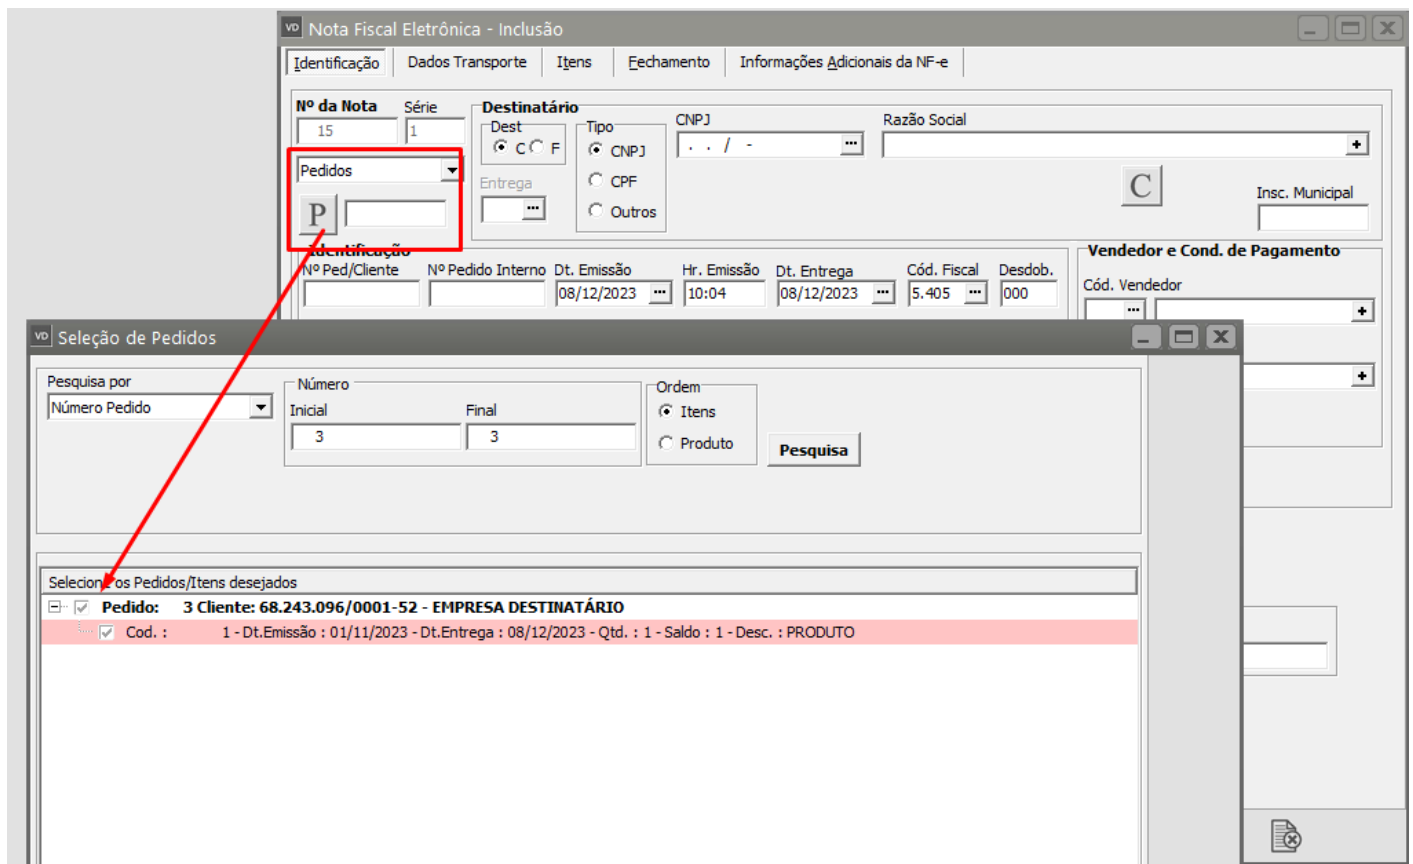 VD Nota Fiscal Eletrônica - Inclusão
Identificação Dados Transporte Itens Fechamento Informações Adicionais da NF-e
Nº da Nota Série Destinatário
15 1 Dest Tipo CNPJ Razão Social
C F CNPJ . . / - ... +
Pedidos CPF
Entrega C Insc. Municipal
P ... Outros
Identificação Vendedor e Cond. de Pagamento
Nº Ped/Cliente Nº Pedido Interno Dt. Emissão Hr. Emissão Dt. Entrega Cód. Fiscal Desdob.
08/12/2023 ... 10:04 08/12/2023 ... 5.405 ... 000
Cód. Vendedor
... +
+
VD Seleção de Pedidos
Pesquisa por Número Ordem
Número Pedido Inicial Final Itens
3 3 Produto Pesquisa
Selecione os Pedidos/Itens desejados
Pedido: 3 Cliente: 68.243.096/0001-52 - EMPRESA DESTINATÁRIO
Cod. : 1 - Dt.Emissão : 01/11/2023 - Dt.Entrega : 08/12/2023 - Qtd. : 1 - Saldo : 1 - Desc. : PRODUTO